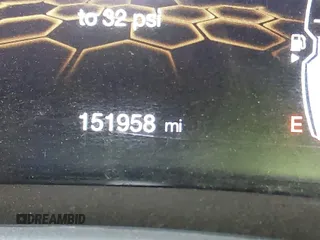 to 32 psi
151958 mi
E
DREAMBID